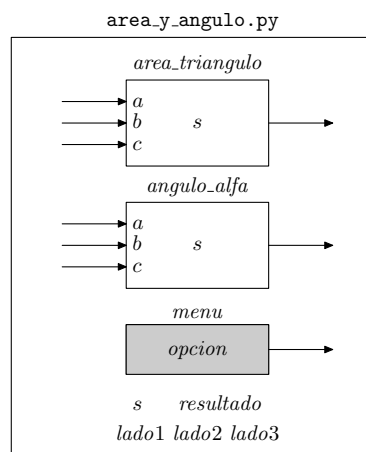 area_y_angulo.py
area_triangulo
a
b
s
c
angulo_alfa
a
b
s
c
menu
opcion
s resultado
lado1 lado2 lado3